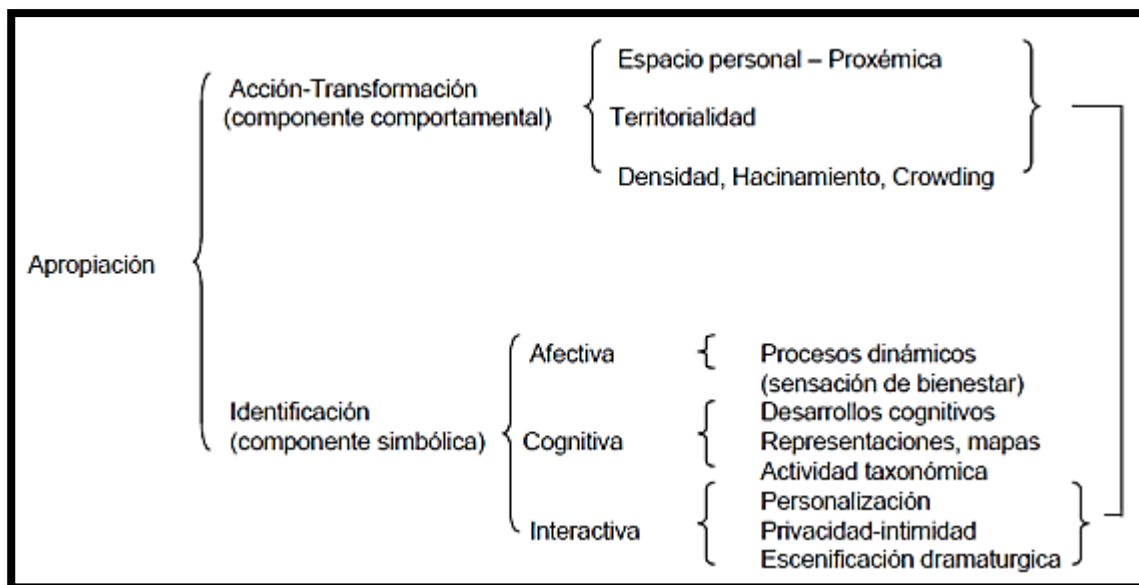 Espacio personal – Proxémica
Acción-Transformación
(componente comportamental)
Territorialidad
Densidad, Hacinamiento, Crowding
Apropiación
Afectiva
Procesos dinámicos
(sensación de bienestar)
Identificación
(componente simbólica)
Desarrollos cognitivos
Cognitiva
Representaciones, mapas
Actividad taxonómica
Personalización
Interactiva
Privacidad-intimidad
Escenificación dramaturgica